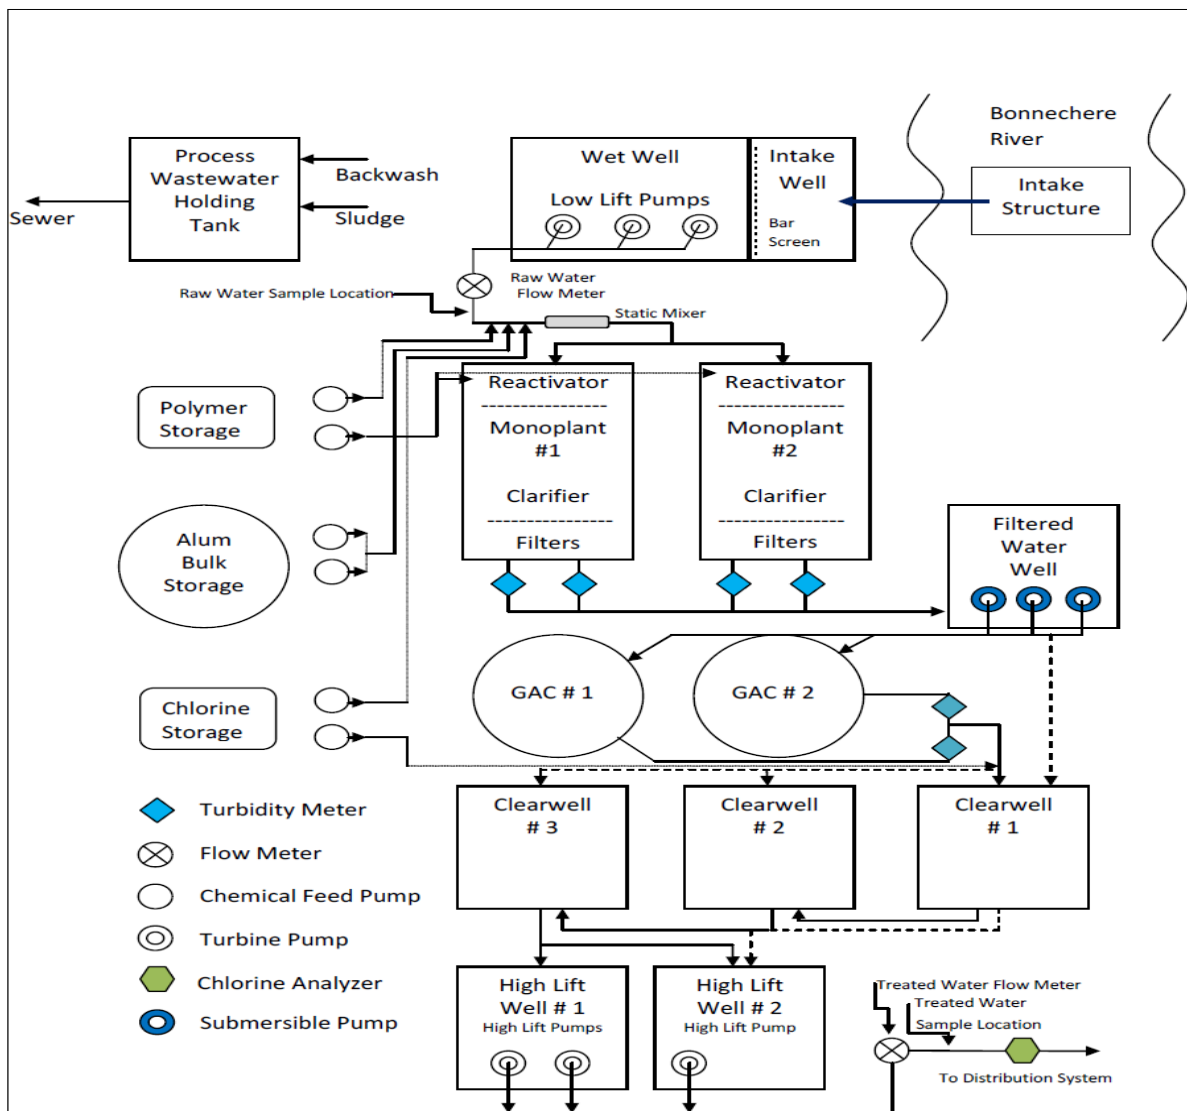 Process
Wastewater
Holding
Tank
Backwash
Sludge
Sewer
Wet Well
Low Lift Pumps
Intake
Well
Bar
Screen
Bonnechere
River
Intake
Structure
Raw Water
Flow Meter
Raw Water Sample Location
Static Mixer
Polymer
Storage
Reactivator
Monoplant
#1
Clarifier
Filters
Reactivator
Monoplant
#2
Clarifier
Filters
Alum
Bulk
Storage
Filtered
Water
Well
GAC # 1
GAC # 2
Chlorine
Storage
Clearwell
# 3
Clearwell
# 2
Clearwell
# 1
Turbidity Meter
Flow Meter
Chemical Feed Pump
Turbine Pump
Chlorine Analyzer
Submersible Pump
High Lift
Well # 1
High Lift Pumps
High Lift
Well # 2
High Lift Pump
Treated Water Flow Meter
Treated Water
Sample Location
To Distribution System